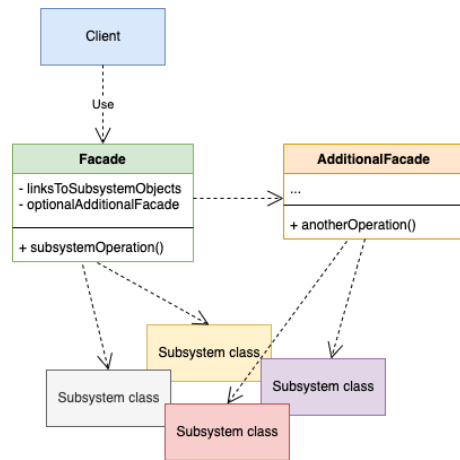 Client
Use
Facade
- linksToSubsystemObjects
- optionalAdditionalFacade
+ subsystemOperation()
AdditionalFacade
...
+ anotherOperation()
Subsystem class
Subsystem class
Subsystem class
Subsystem class